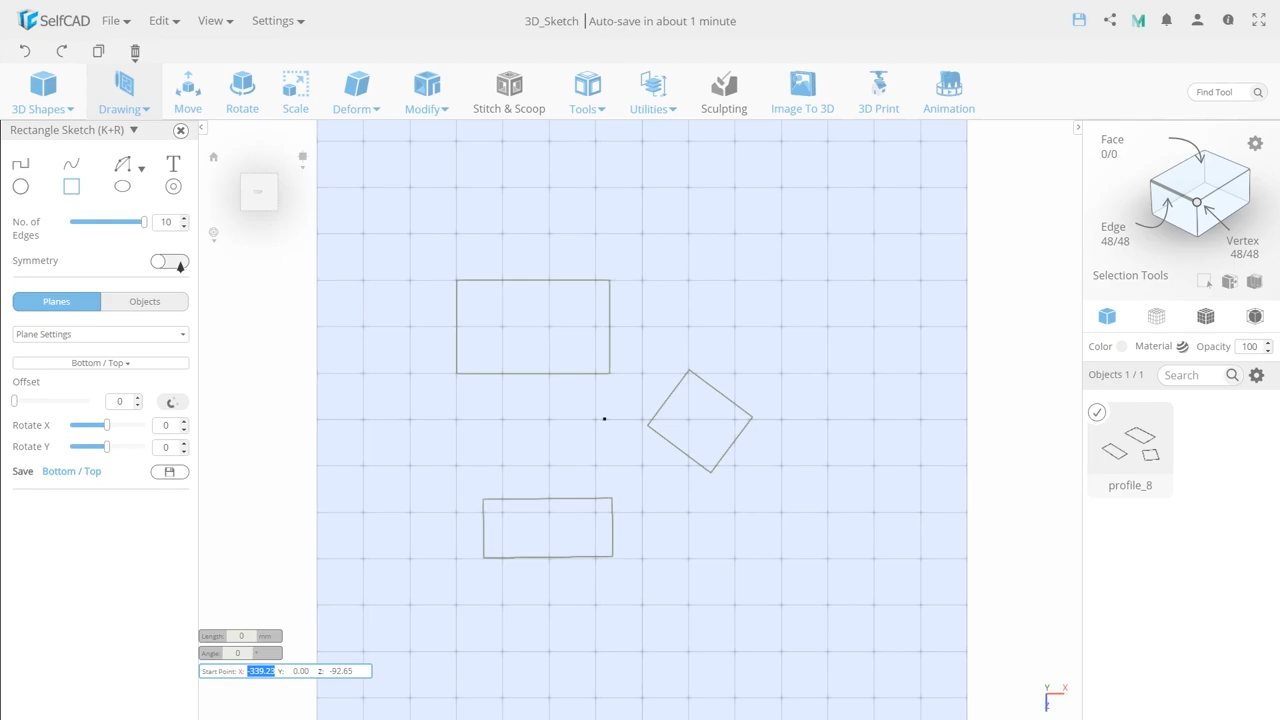 SelfCAD File Edit View Settings 3D_Sketch | Auto-save in about 1 minute
3D Shapes Drawing Move Rotate Scale Deform Modify Stitch & Scoop Tools Utilities Sculpting Image To 3D 3D Print Animation Find Tool
Rectangle Sketch (K+R)
T
No. of
Edges
10
Symmetry
Planes Objects
Plane Settings
Bottom / Top
Offset
0
Rotate X 0
Rotate Y 0
Save Bottom / Top
TOP
Length: 0 mm
Angle: 0 °
Start Point: X: -339.23 Y: 0.00 Z: -92.65
Face
0/0
Edge
48/48
Vertex
48/48
Selection Tools
Color Material Opacity 100
Objects 1 / 1 Search
profile_8
Y X
Z